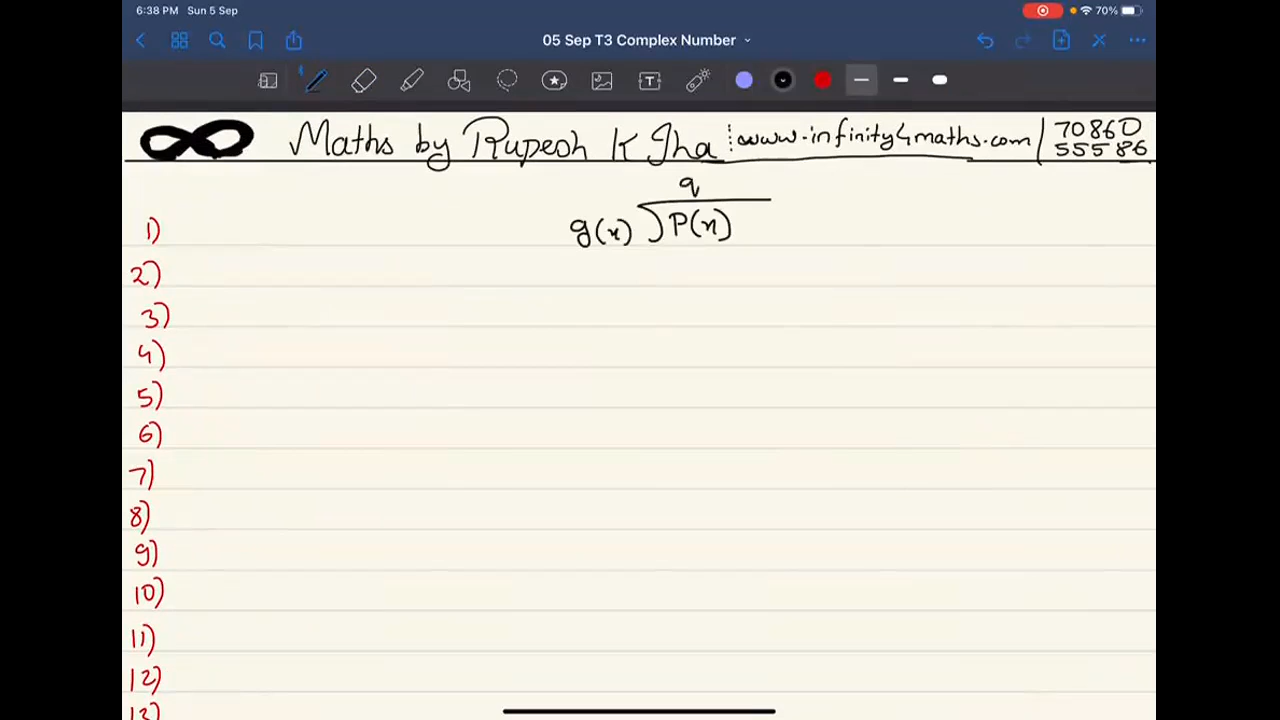 6:38 PM Sun 5 Sep
70%
05 Sep T3 Complex Number
T
Maths by Rupesh K Jha www.infinity4maths.com 70860
55586
q
g(x) P(x)
1)
2)
3)
4)
5)
6)
7)
8)
9)
10)
11)
12)
13)